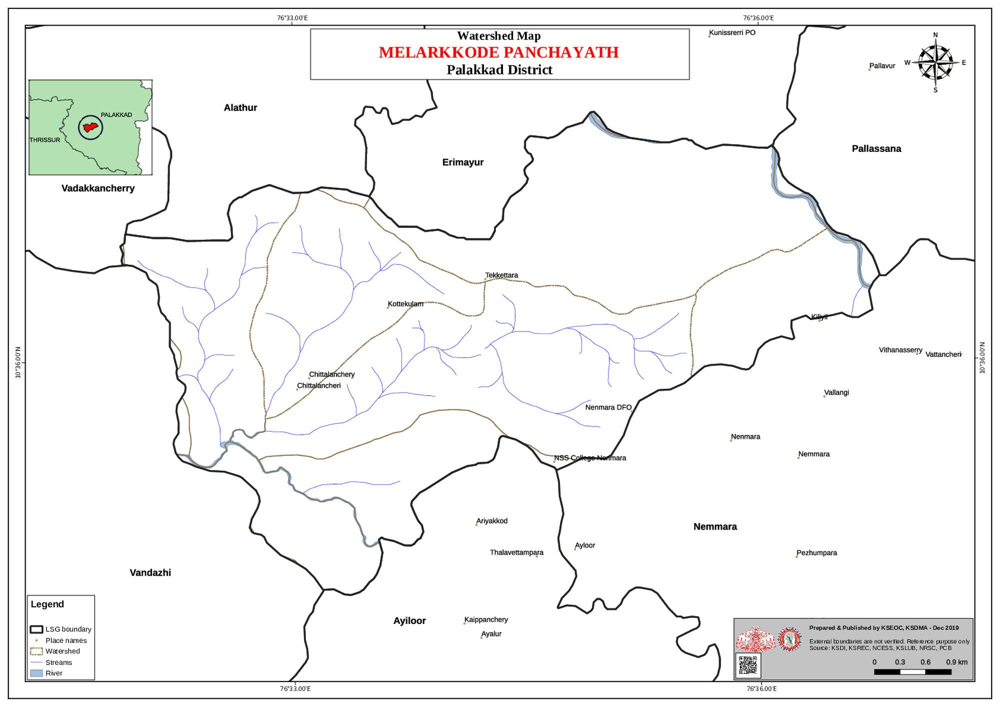 76°33.00'E
76°36.00'E
Watershed Map
MELARKKODE PANCHAYATH
Palakkad District
Kunissrerri PO
N
W
E
S
Pallavur
PALAKKAD
THRISSUR
Alathur
Erimayur
Pallassana
Vadakkancherry
Tekkettara
Kottekulam
Kiliyil
Vithanasserry
Vattancheri
10°36.00'N
10°36.00'N
Chittalanchery
Chittalancheri
Vallangi
Nenmara DFO
Nenmara
Nemmara
NSS College Nenmara
Ariyakkod
Nemmara
Ayloor
Thalavettampara
Pezhumpara
Vandazhi
Ayiloor
Kaippanchery
Ayalur
Legend
LSG boundary
Place names
Watershed
Streams
River
Prepared & Published by KSEOC, KSDMA - Dec 2019
External boundaries are not verified. Reference purpose only
Source: KSDI, KSREC, NCESS, KSLUB, NRSC, PCB
0 0.3 0.6 0.9 km
76°33.00'E
76°36.00'E